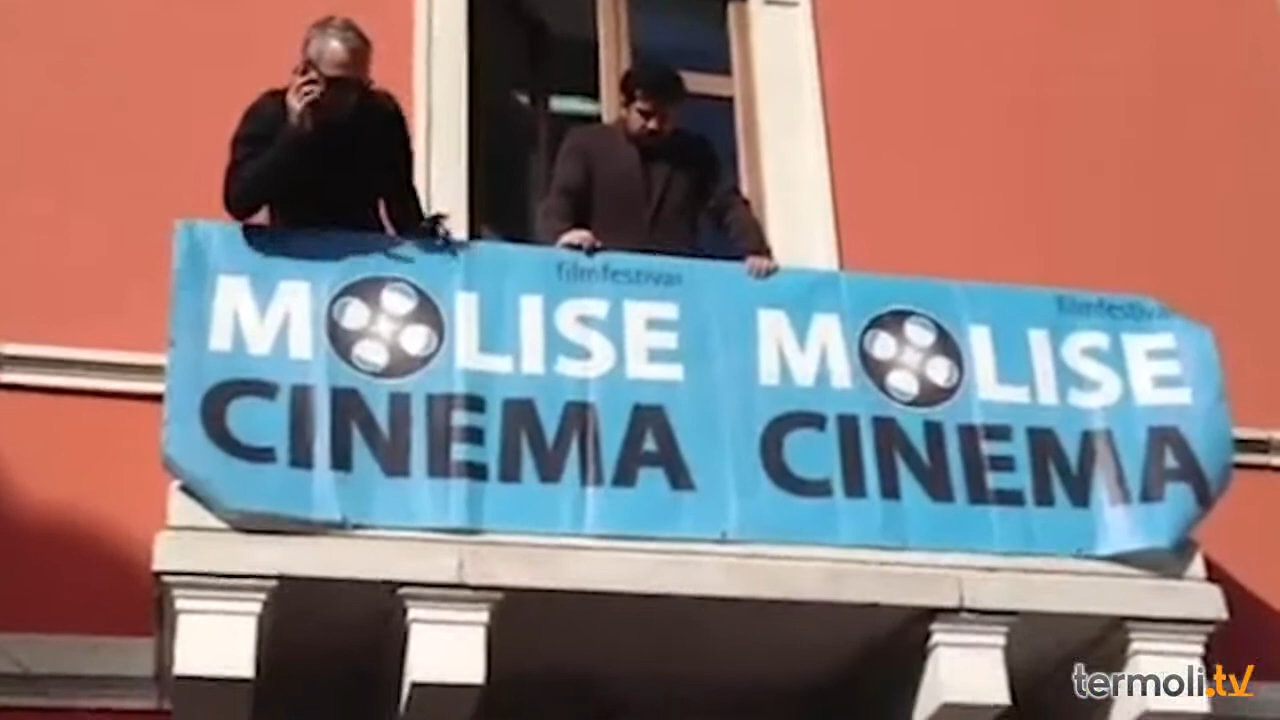 filmfestival
MOLISE
CINEMA
filmfestival
MOLISE
CINEMA
termoli.tv